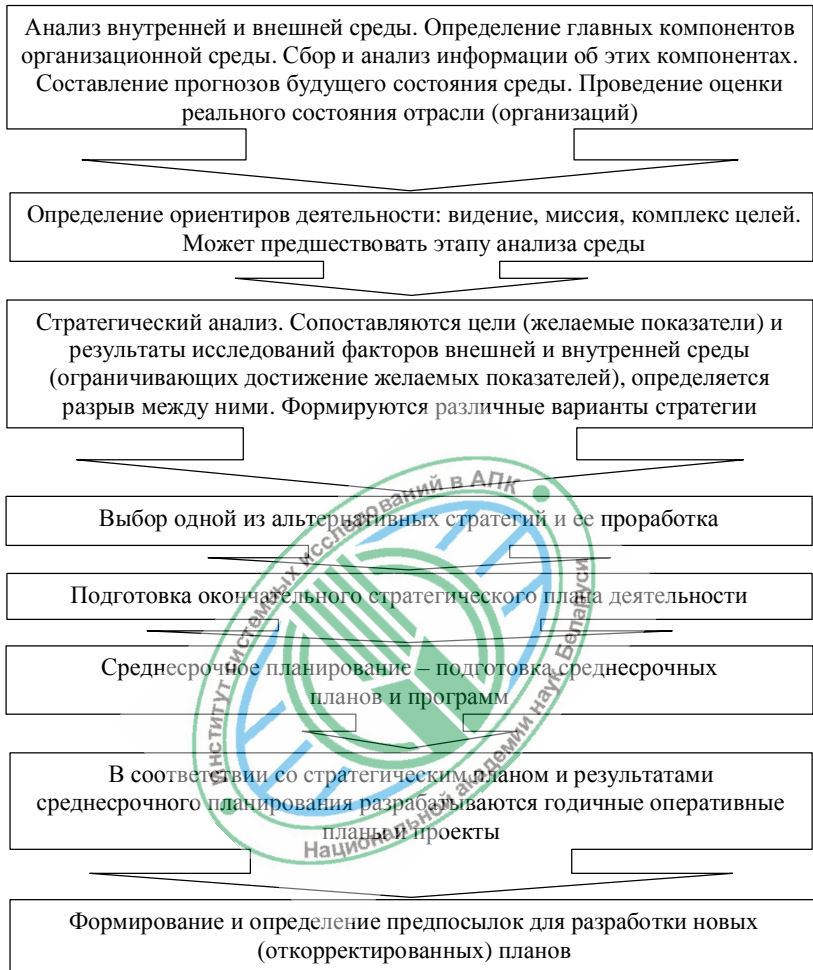 Анализ внутренней и внешней среды. Определение главных компонентов
организационной среды. Сбор и анализ информации об этих компонентах.
Составление прогнозов будущего состояния среды. Проведение оценки
реального состояния отрасли (организаций)
Определение ориентиров деятельности: видение, миссия, комплекс целей.
Может предшествовать этапу анализа среды
Стратегический анализ. Сопоставляются цели (желаемые показатели) и
результаты исследований факторов внешней и внутренней среды
(ограничивающих достижение желаемых показателей), определяется
разрыв между ними. Формируются различные варианты стратегии
Выбор одной из альтернативных стратегий и ее проработка
Подготовка окончательного стратегического плана деятельности
Среднесрочное планирование – подготовка среднесрочных
планов и программ
В соответствии со стратегическим планом и результатами
среднесрочного планирования разрабатываются годичные оперативные
планы и проекты
Формирование и определение предпосылок для разработки новых
(откорректированных) планов
Институт системных исследований в АПК
Национальной академии наук Беларуси